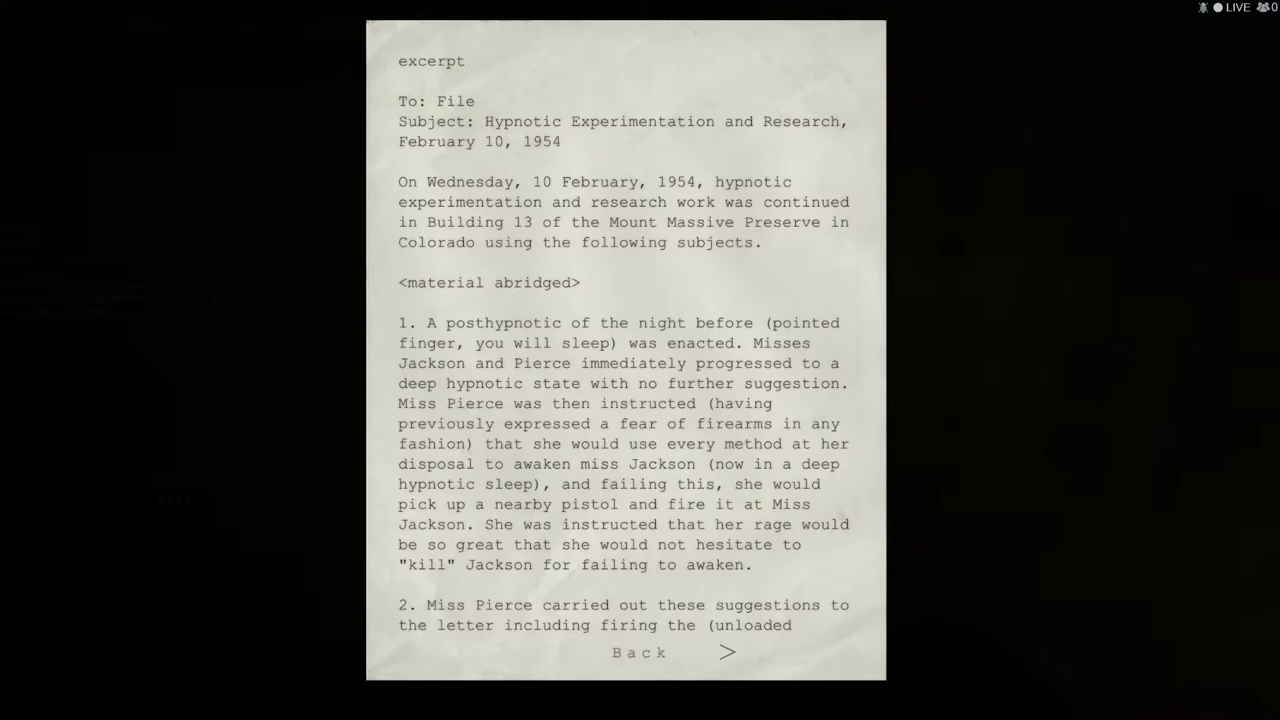 LIVE 0
excerpt
To: File
Subject: Hypnotic Experimentation and Research,
February 10, 1954
On Wednesday, 10 February, 1954, hypnotic
experimentation and research work was continued
in Building 13 of the Mount Massive Preserve in
Colorado using the following subjects.
<material abridged>
1. A posthypnotic of the night before (pointed
finger, you will sleep) was enacted. Misses
Jackson and Pierce immediately progressed to a
deep hypnotic state with no further suggestion.
Miss Pierce was then instructed (having
previously expressed a fear of firearms in any
fashion) that she would use every method at her
disposal to awaken miss Jackson (now in a deep
hypnotic sleep), and failing this, she would
pick up a nearby pistol and fire it at Miss
Jackson. She was instructed that her rage would
be so great that she would not hesitate to
"kill" Jackson for failing to awaken.
2. Miss Pierce carried out these suggestions to
the letter including firing the (unloaded
Back >